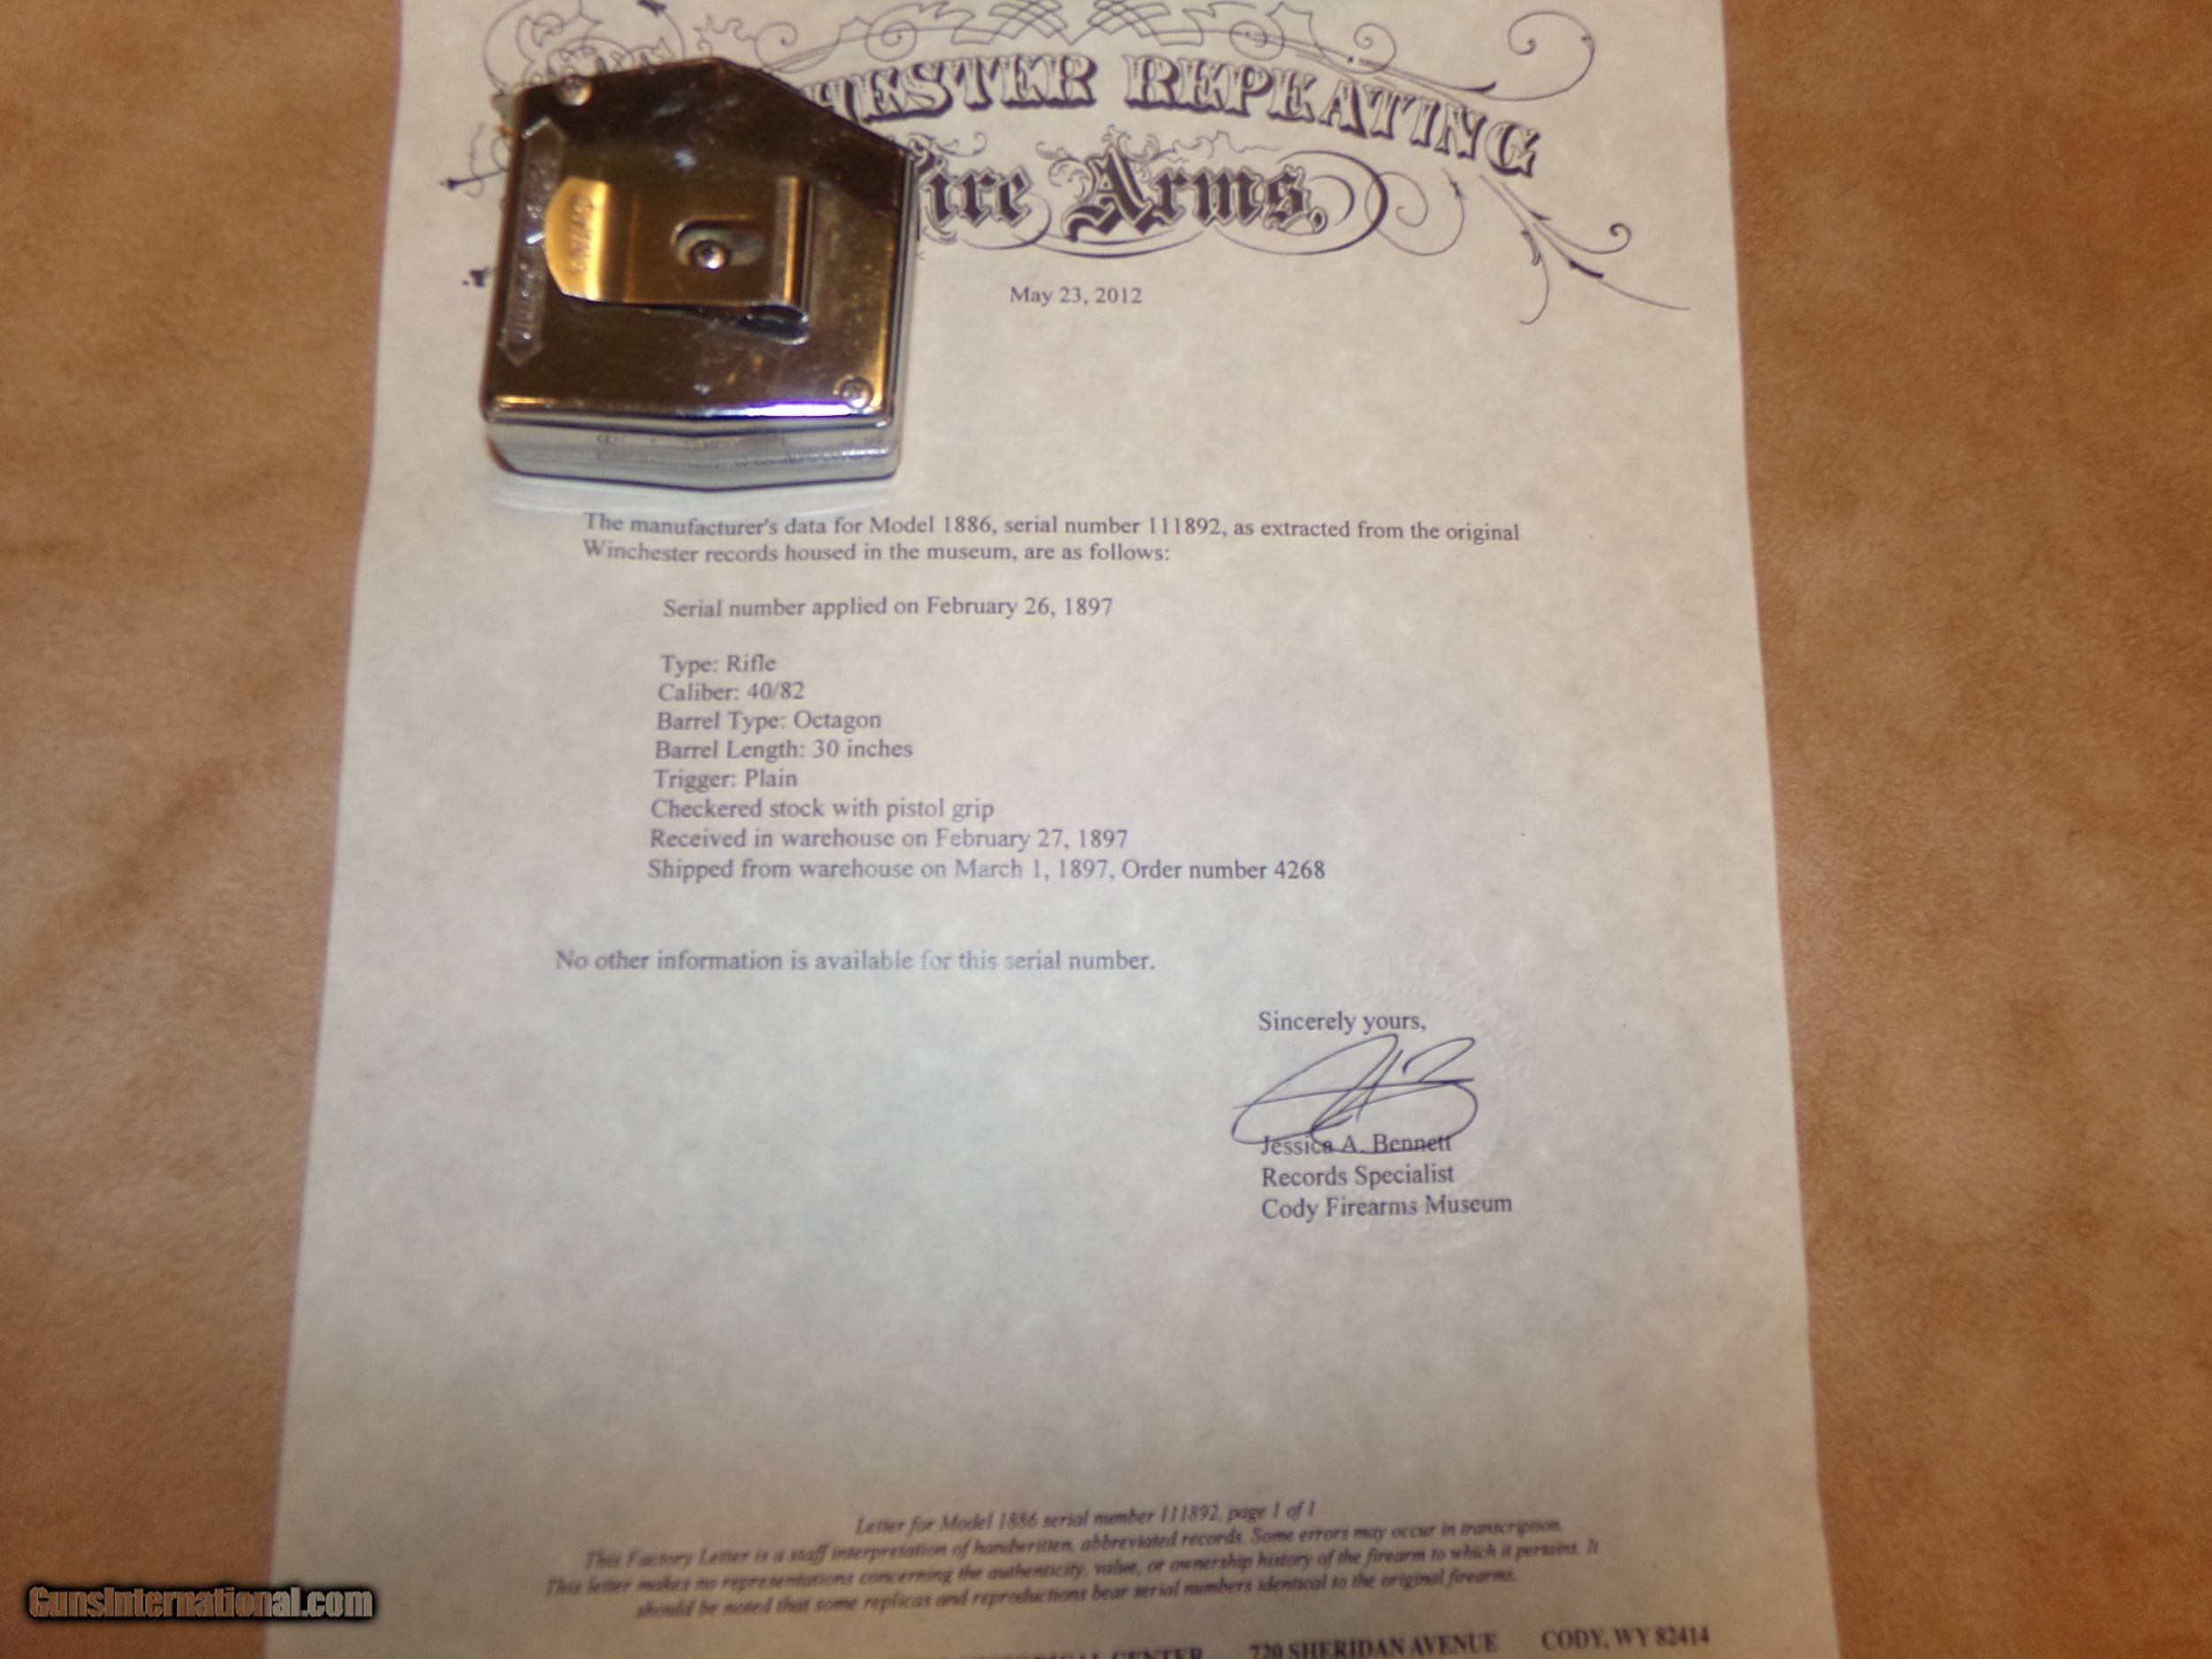 HESTER REPEATING
ire Arms,
May 23, 2012
CHINA
The manufacturer's data for Model 1886, serial number 111892, as extracted from the original
Winchester records housed in the museum, are as follows:
Serial number applied on February 26, 1897
Type: Rifle
Caliber: 40/82
Barrel Type: Octagon
Barrel Length: 30 inches
Trigger: Plain
Checkered stock with pistol grip
Received in warehouse on February 27, 1897
Shipped from warehouse on March 1, 1897, Order number 4268
No other information is available for this serial number.
Sincerely yours,
Jessica A. Bennett
Records Specialist
Cody Firearms Museum
Letter for Model 1886 serial number 111892, page 1 of 1
This Factory Letter is a staff interpretation of handwritten, abbreviated records. Some errors may occur in transcription.
This letter makes no representations concerning the authenticity, value, or ownership history of the firearm to which it pertains. It
should be noted that some replicas and reproductions bear serial numbers identical to the original firearms.
CENTER 720 SHERIDAN AVENUE CODY, WY 82414
GunsInternational.com